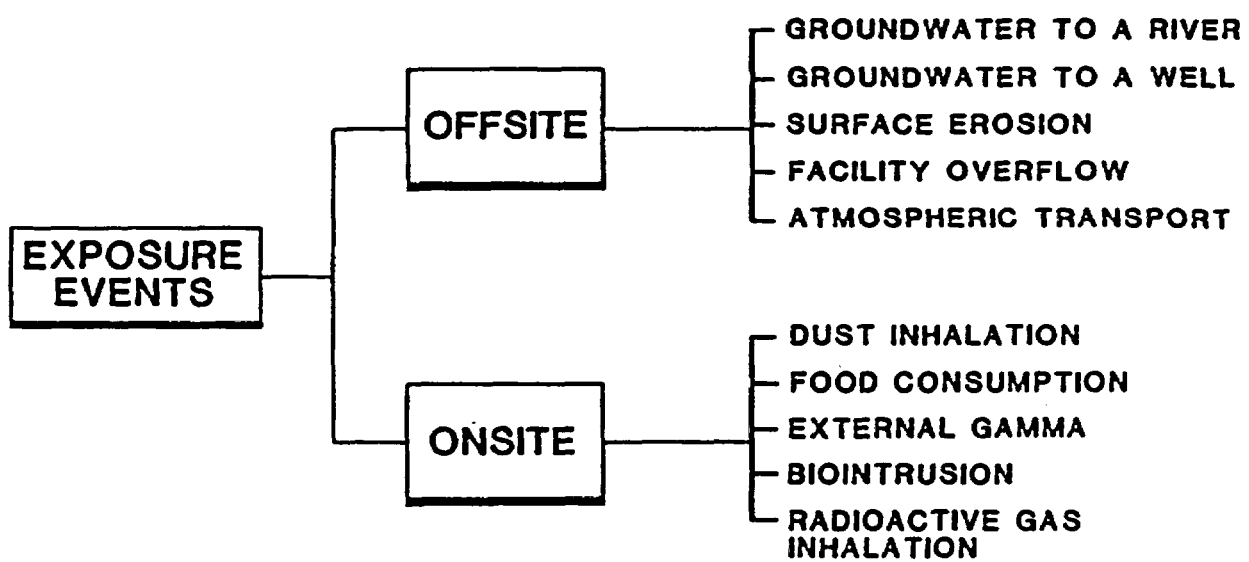 EXPOSURE
EVENTS
OFFSITE
GROUNDWATER TO A RIVER
GROUNDWATER TO A WELL
SURFACE EROSION
FACILITY OVERFLOW
ATMOSPHERIC TRANSPORT
ONSITE
DUST INHALATION
FOOD CONSUMPTION
EXTERNAL GAMMA
BIOINTRUSION
RADIOACTIVE GAS
INHALATION